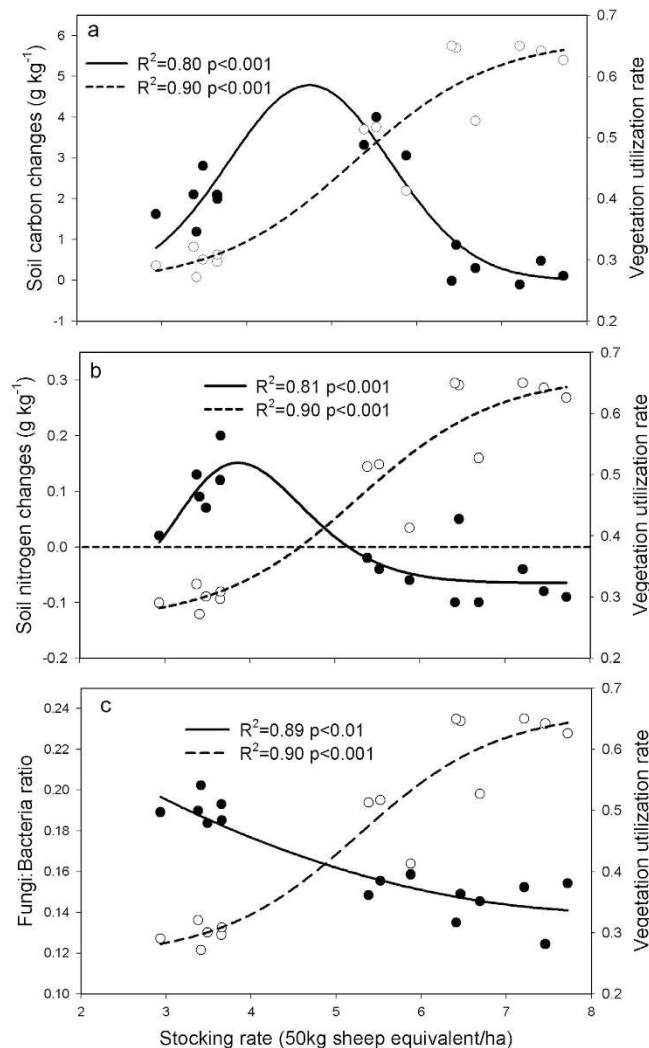 a
R²=0.80 p<0.001
R²=0.90 p<0.001
Soil carbon changes (g kg⁻¹)
6
5
4
3
2
1
0
-1
Vegetation utilization rate
0.7
0.6
0.5
0.4
0.3
0.2
b
R²=0.81 p<0.001
R²=0.90 p<0.001
Soil nitrogen changes (g kg⁻¹)
0.3
0.2
0.1
0.0
-0.1
-0.2
Vegetation utilization rate
0.7
0.6
0.5
0.4
0.3
0.2
c
R²=0.89 p<0.01
R²=0.90 p<0.001
Fungi:Bacteria ratio
0.24
0.22
0.20
0.18
0.16
0.14
0.12
0.10
Vegetation utilization rate
0.7
0.6
0.5
0.4
0.3
0.2
2 3 4 5 6 7 8
Stocking rate (50kg sheep equivalent/ha)